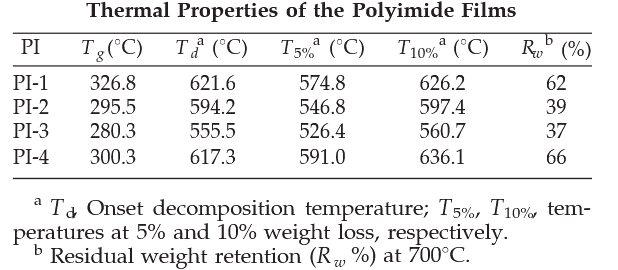 Thermal Properties of the Polyimide Films
PI Tg(°C) Tdᵃ (°C) T5%ᵃ (°C) T10%ᵃ (°C) Rwᵇ (%)
PI-1 326.8 621.6 574.8 626.2 62
PI-2 295.5 594.2 546.8 597.4 39
PI-3 280.3 555.5 526.4 560.7 37
PI-4 300.3 617.3 591.0 636.1 66
ᵃ Td, Onset decomposition temperature; T5%, T10%, tem-
peratures at 5% and 10% weight loss, respectively.
ᵇ Residual weight retention (Rw %) at 700°C.